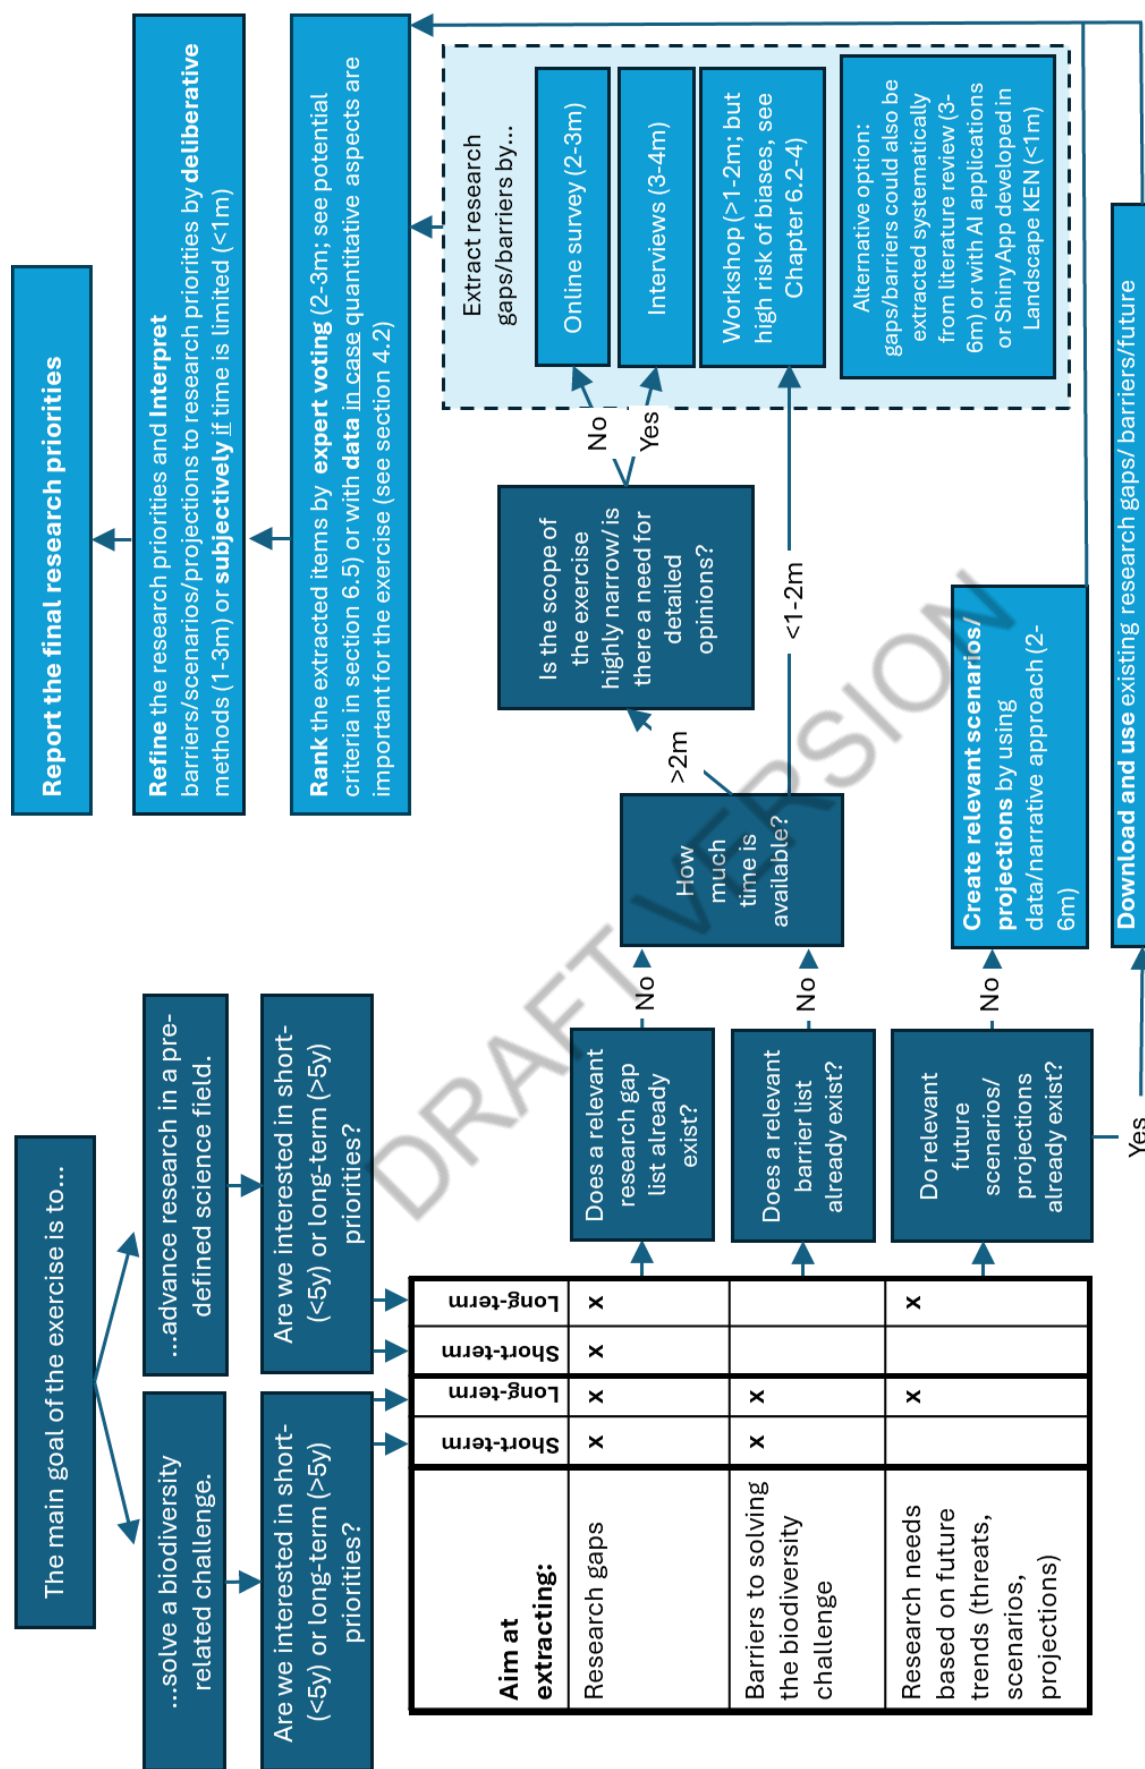 The main goal of the exercise is to...
...solve a biodiversity
related challenge.
...advance research in a pre-
defined science field.
Are we interested in short-
(<5y) or long-term (>5y)
priorities?
Are we interested in short-
(<5y) or long-term (>5y)
priorities?
Aim at
extracting:
Short-term
Long-term
Short-term
Long-term
Research gaps
x
x
x
x
Barriers to solving
the biodiversity
challenge
x
x
Research needs
based on future
trends (threats,
scenarios,
projections)
x
x
Does a relevant
research gap
list already
exist?
No
Does a relevant
barrier list
already exist?
No
Do relevant
future
scenarios/
projections
already exist?
No
Yes
How
much
time is
available?
>2m
<1-2m
Is the scope of
the exercise
highly narrow/is
there a need for
detailed
opinions?
No
Yes
Create relevant scenarios/
projections by using
data/narrative approach (2-
6m)
Download and use existing research gaps/ barriers/future
Extract research
gaps/barriers by...
Online survey (2-3m)
Interviews (3-4m)
Workshop (>1-2m; but
high risk of biases, see
Chapter 6.2-4)
Alternative option:
gaps/barriers could also be
extracted systematically
from literature review (3-
6m) or with AI applications
or ShinyApp developed in
Landscape KEN (<1m)
Rank the extracted items by expert voting (2-3m; see potential
criteria in section 6.5) or with data in case quantitative aspects are
important for the exercise (see section 4.2)
Refine the research priorities and Interpret
barriers/scenarios/projections to research priorities by deliberative
methods (1-3m) or subjectively if time is limited (<1m)
Report the final research priorities
DRAFT VERSION